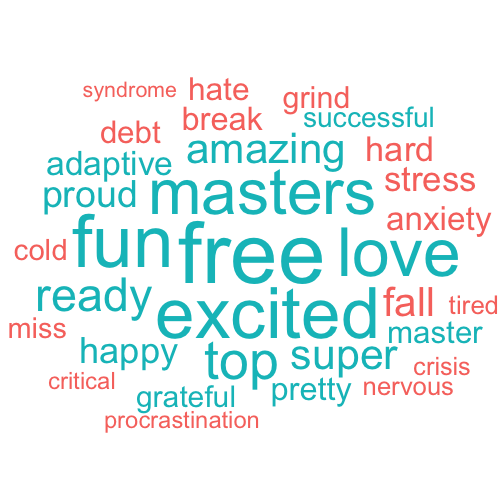 syndrome hate grind
break successful
debt amazing hard
adaptive masters stress
proud anxiety
cold fun free love
ready excited fall tired
miss master
happy top super crisis
critical grateful pretty nervous
procrastination